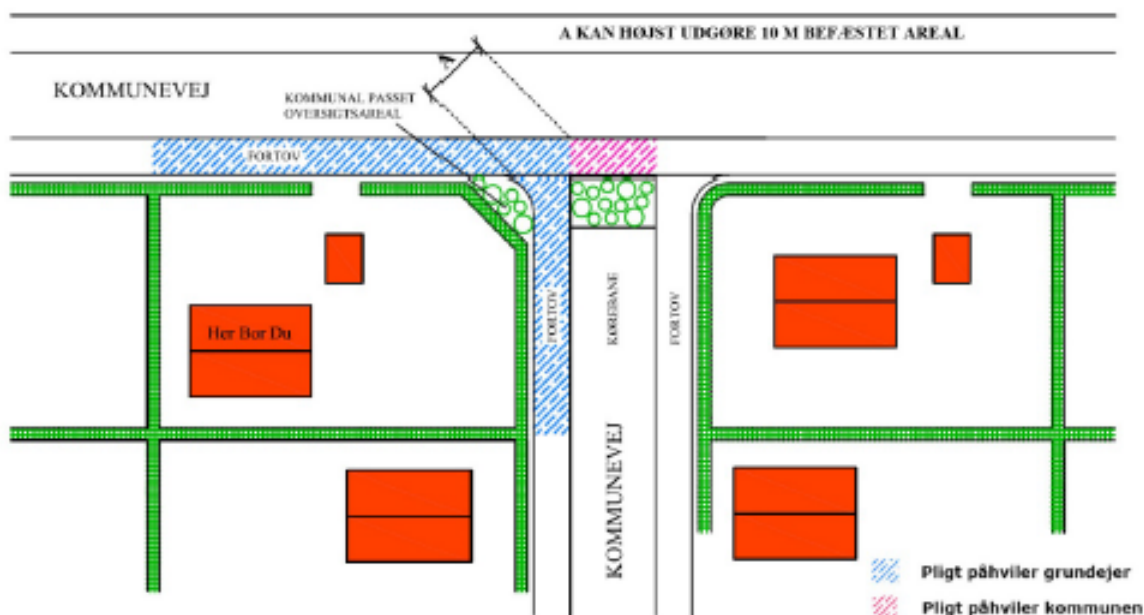 A KAN HØJST UDGØRE 10 M BEFÆSTET AREAL
A
KOMMUNEVEJ
KOMMUNAL PASSET
OVERSIGTSAREAL
FORTOV
Her Bor Du
FORTOV
KØREBANE
FORTOV
KOMMUNEVEJ
Pligt påhviler grundejer
Pligt påhviler kommunen